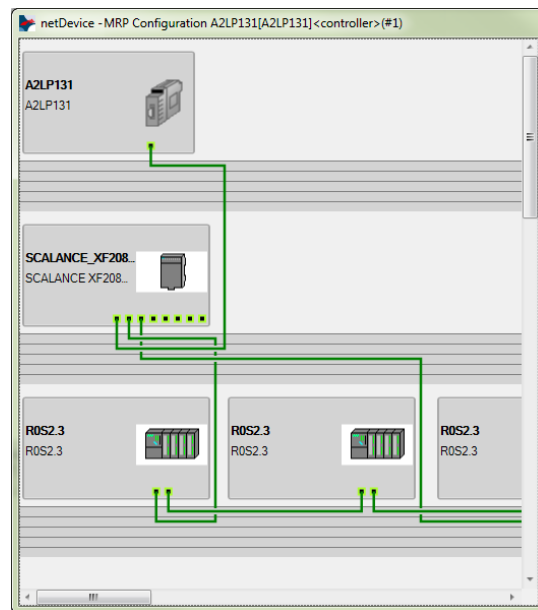 netDevice - MRP Configuration A2LP131[A2LP131]<controller>(#1)
A2LP131
A2LP131
SCALANCE_XF208...
SCALANCE XF208...
R0S2.3
R0S2.3
R0S2.3
R0S2.3
R0S2.3
R0S2.3